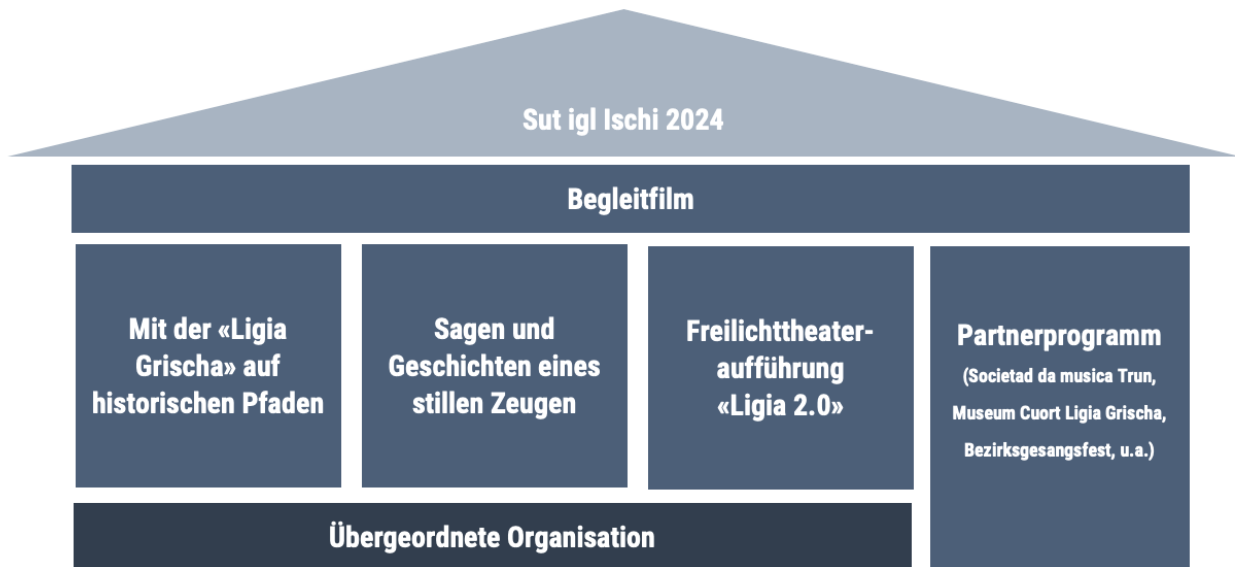 Sut igl Ischi 2024
Begleitfilm
Mit der «Ligia
Grischa» auf
historischen Pfaden
Sagen und
Geschichten eines
stillen Zeugen
Freilichttheater-
aufführung
«Ligia 2.0»
Partnerprogramm
(Societad da musica Trun,
Museum Cuort Ligia Grischa,
Bezirksgesangsfest, u.a.)
Übergeordnete Organisation